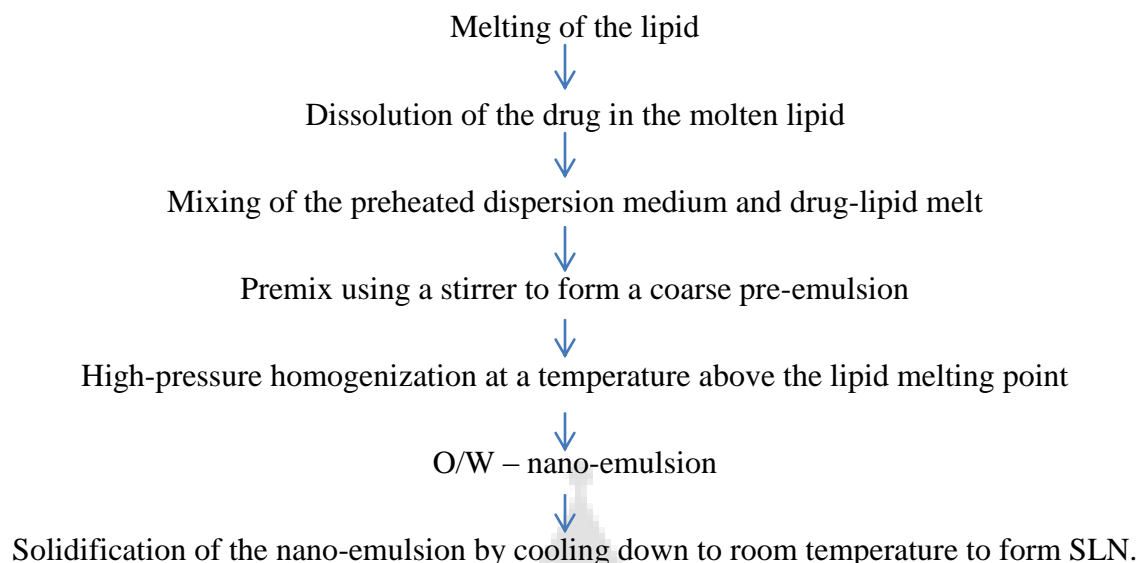 Melting of the lipid
Dissolution of the drug in the molten lipid
Mixing of the preheated dispersion medium and drug-lipid melt
Premix using a stirrer to form a coarse pre-emulsion
High-pressure homogenization at a temperature above the lipid melting point
O/W – nano-emulsion
Solidification of the nano-emulsion by cooling down to room temperature to form SLN.